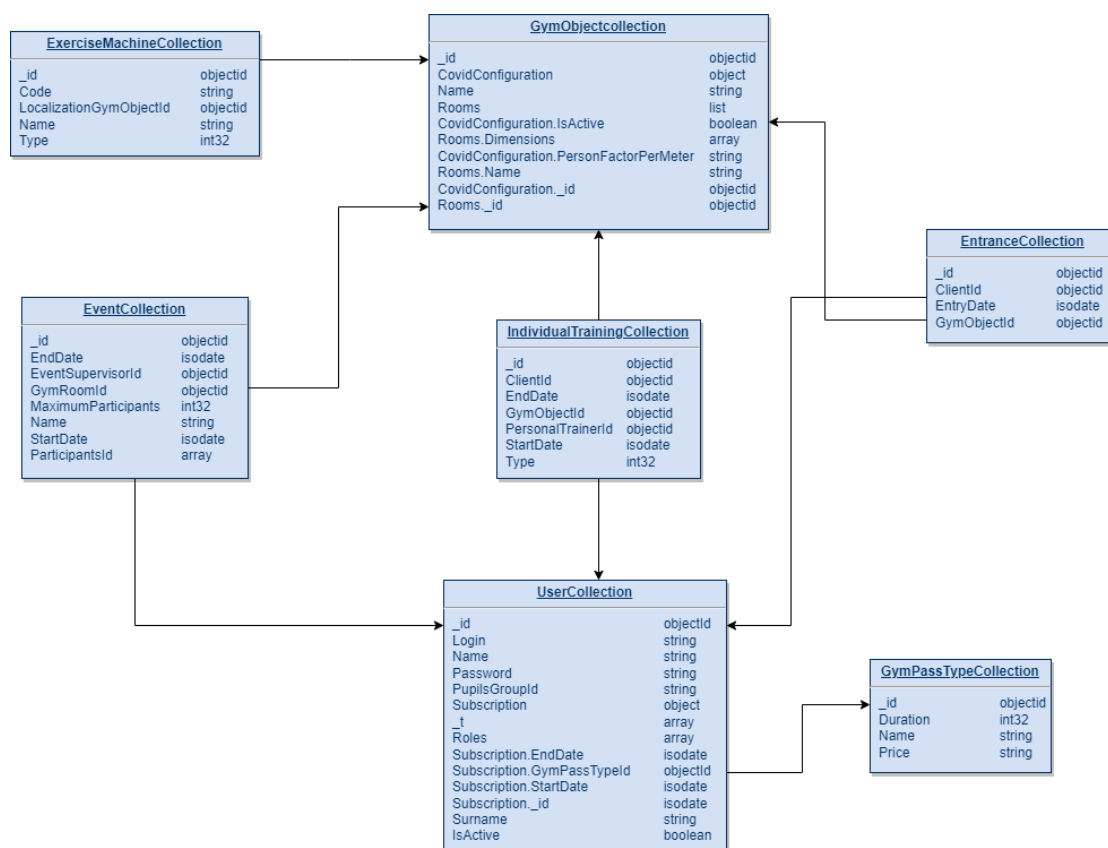 ExerciseMachineCollection
_id objectid
Code string
LocalizationGymObjectId objectid
Name string
Type int32
GymObjectcollection
_id objectid
CovidConfiguration object
Name string
Rooms list
CovidConfiguration.IsActive boolean
Rooms.Dimensions array
CovidConfiguration.PersonFactorPerMeter string
Rooms.Name string
CovidConfiguration._id objectid
Rooms._id objectid
EntranceCollection
_id objectid
ClientId objectid
EntryDate isodate
GymObjectId objectid
EventCollection
_id objectid
EndDate isodate
EventSupervisorId objectid
GymRoomId objectid
MaximumParticipants int32
Name string
StartDate isodate
ParticipantsId array
IndividualTrainingCollection
_id objectid
ClientId objectid
EndDate isodate
GymObjectId objectid
PersonalTrainerId objectid
StartDate isodate
Type int32
UserCollection
_id objectId
Login string
Name string
Password string
PupilsGroupId string
Subscription object
_t array
Roles array
Subscription.EndDate isodate
Subscription.GymPassTypeId objectId
Subscription.StartDate isodate
Subscription._id isodate
Surname string
IsActive boolean
GymPassTypeCollection
_id objectid
Duration int32
Name string
Price string